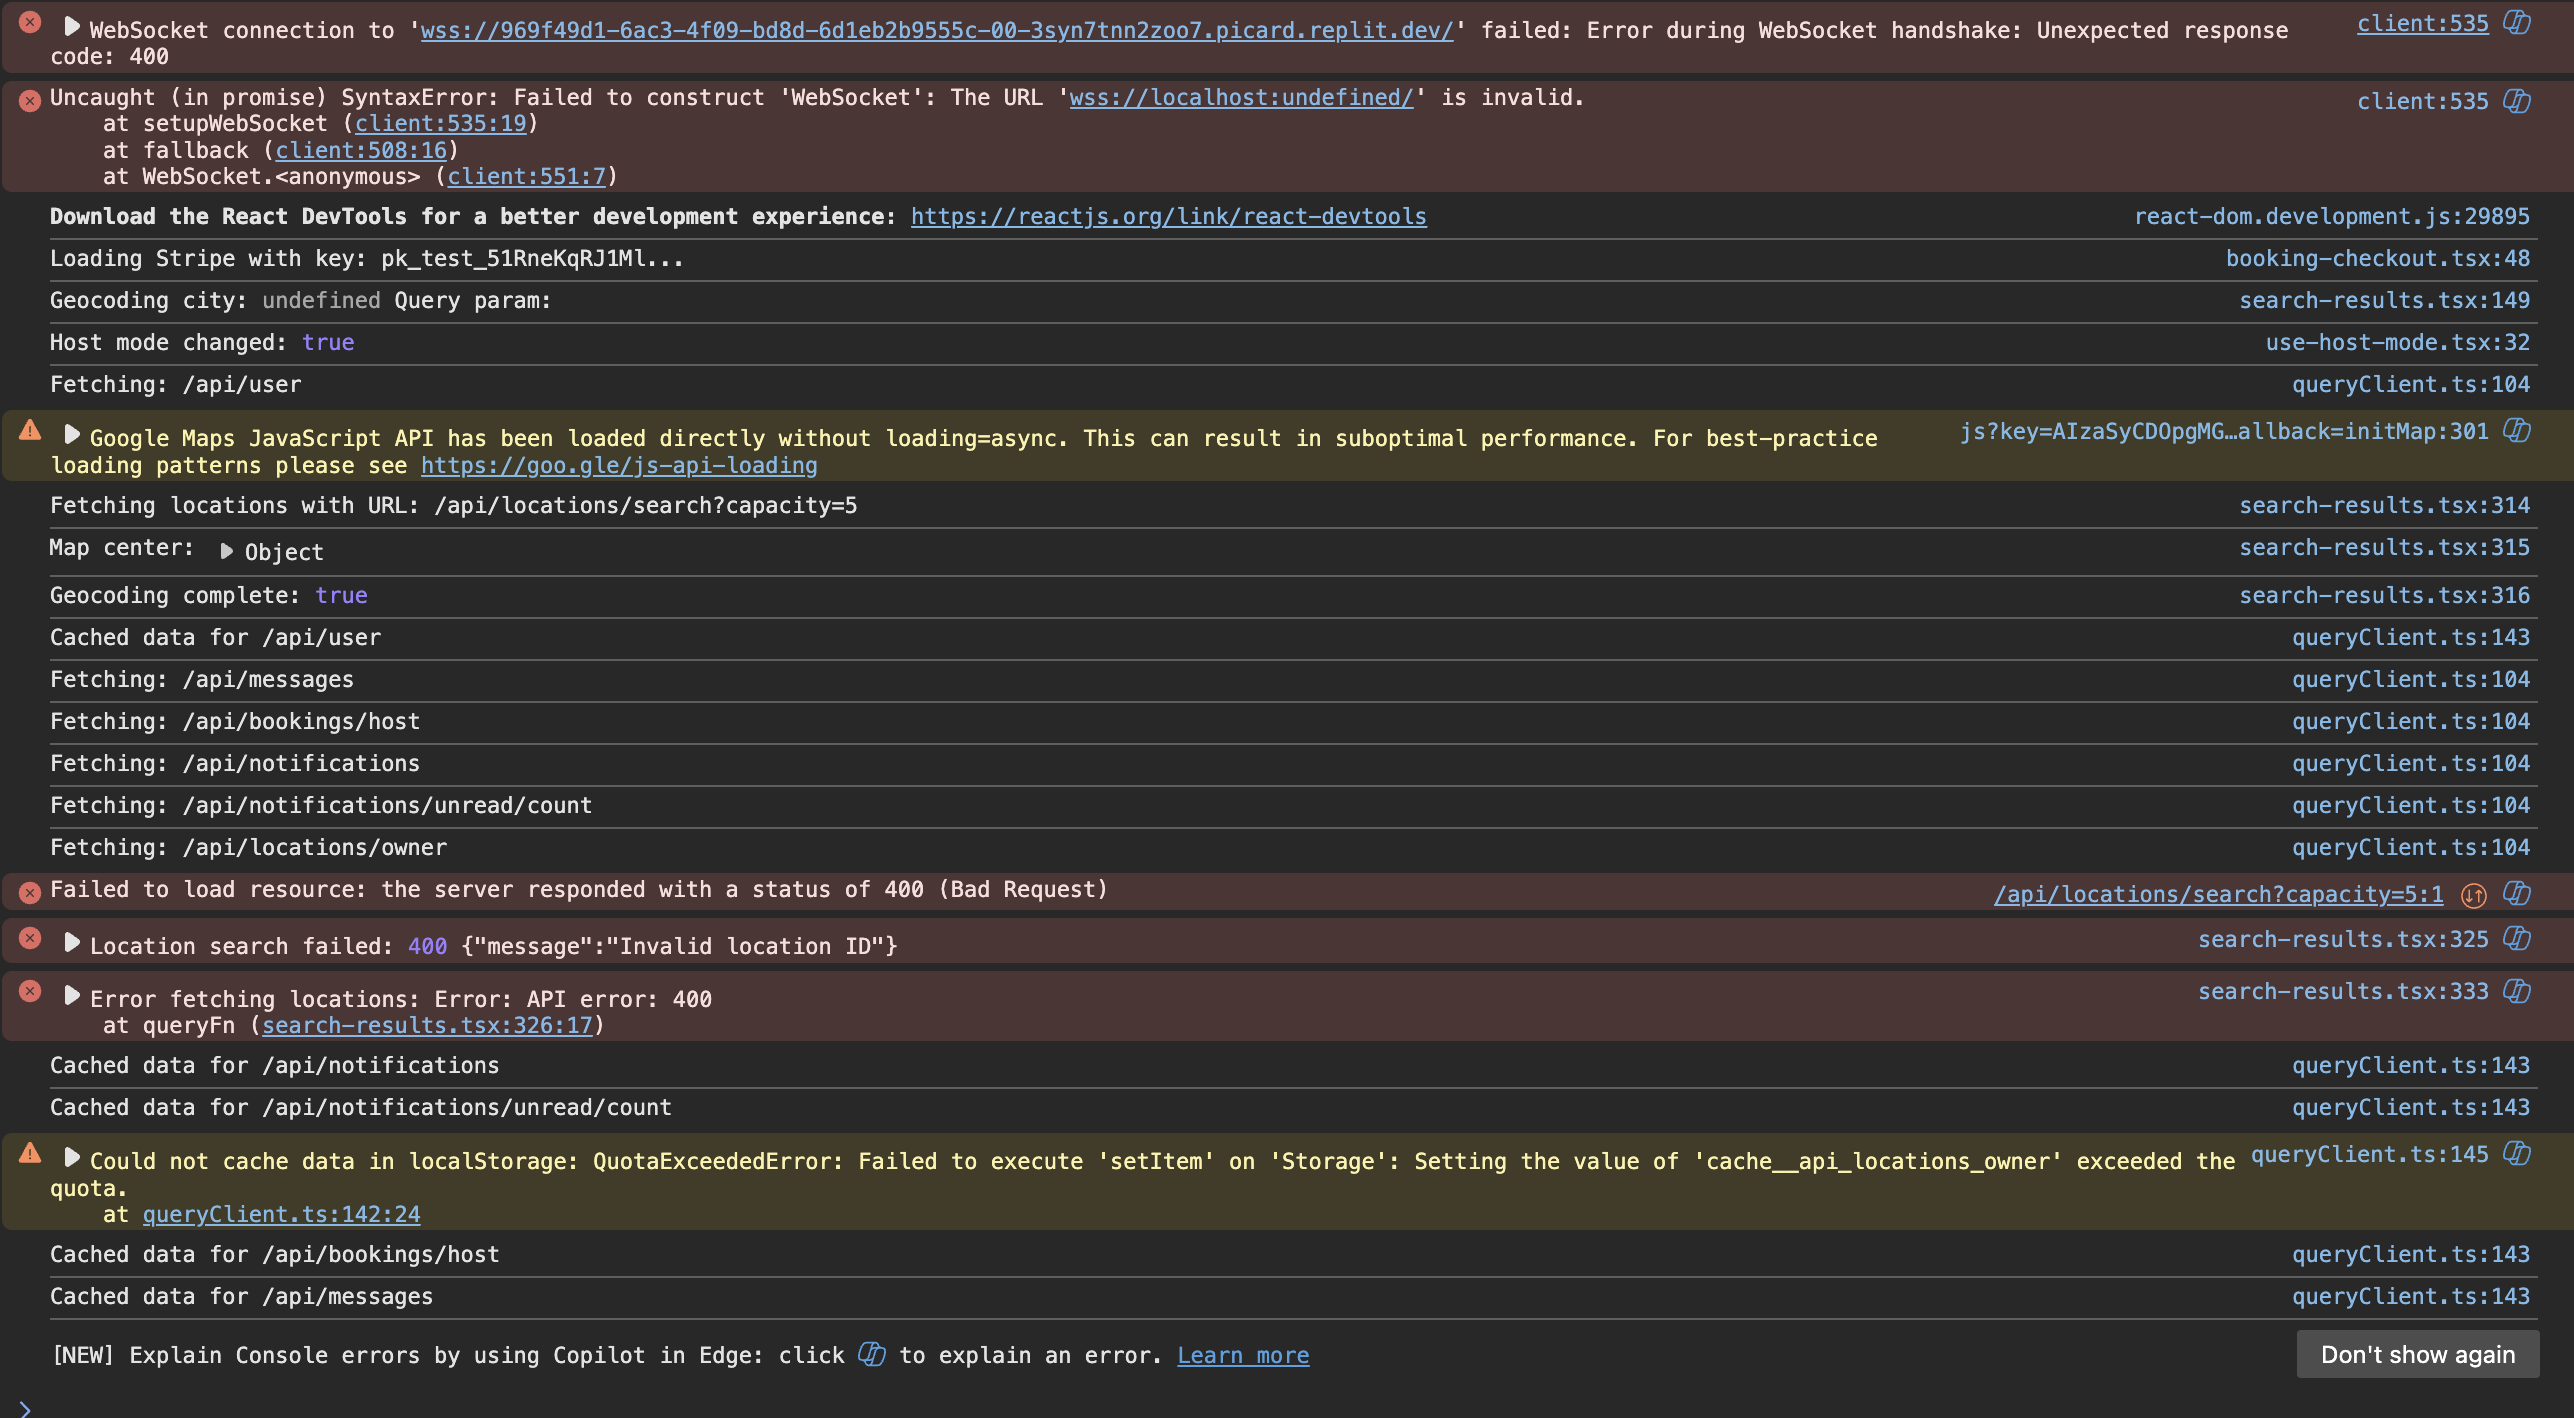 WebSocket connection to 'wss://969f49d1-6ac3-4f09-bd8d-6d1eb2b9555c-00-3syn7tnn2zoo7.picard.replit.dev/' failed: Error during WebSocket handshake: Unexpected response client:535
code: 400
Uncaught (in promise) SyntaxError: Failed to construct 'WebSocket': The URL 'wss://localhost:undefined/' is invalid. client:535
at setupWebSocket (client:535:19)
at fallback (client:508:16)
at WebSocket.<anonymous> (client:551:7)
Download the React DevTools for a better development experience: https://reactjs.org/link/react-devtools react-dom.development.js:29895
Loading Stripe with key: pk_test_51RneKqRJ1Ml... booking-checkout.tsx:48
Geocoding city: undefined Query param: search-results.tsx:149
Host mode changed: true use-host-mode.tsx:32
Fetching: /api/user queryClient.ts:104
Google Maps JavaScript API has been loaded directly without loading=async. This can result in suboptimal performance. For best-practice js?key=AIzaSyCDOpgMG…allback=initMap:301
loading patterns please see https://goo.gle/js-api-loading
Fetching locations with URL: /api/locations/search?capacity=5 search-results.tsx:314
Map center: Object search-results.tsx:315
Geocoding complete: true search-results.tsx:316
Cached data for /api/user queryClient.ts:143
Fetching: /api/messages queryClient.ts:104
Fetching: /api/bookings/host queryClient.ts:104
Fetching: /api/notifications queryClient.ts:104
Fetching: /api/notifications/unread/count queryClient.ts:104
Fetching: /api/locations/owner queryClient.ts:104
Failed to load resource: the server responded with a status of 400 (Bad Request) /api/locations/search?capacity=5:1
Location search failed: 400 {"message":"Invalid location ID"} search-results.tsx:325
Error fetching locations: Error: API error: 400 search-results.tsx:333
at queryFn (search-results.tsx:326:17)
Cached data for /api/notifications queryClient.ts:143
Cached data for /api/notifications/unread/count queryClient.ts:143
Could not cache data in localStorage: QuotaExceededError: Failed to execute 'setItem' on 'Storage': Setting the value of 'cache__api_locations_owner' exceeded the queryClient.ts:145
quota.
at queryClient.ts:142:24
Cached data for /api/bookings/host queryClient.ts:143
Cached data for /api/messages queryClient.ts:143
[NEW] Explain Console errors by using Copilot in Edge: click to explain an error. Learn more Don't show again